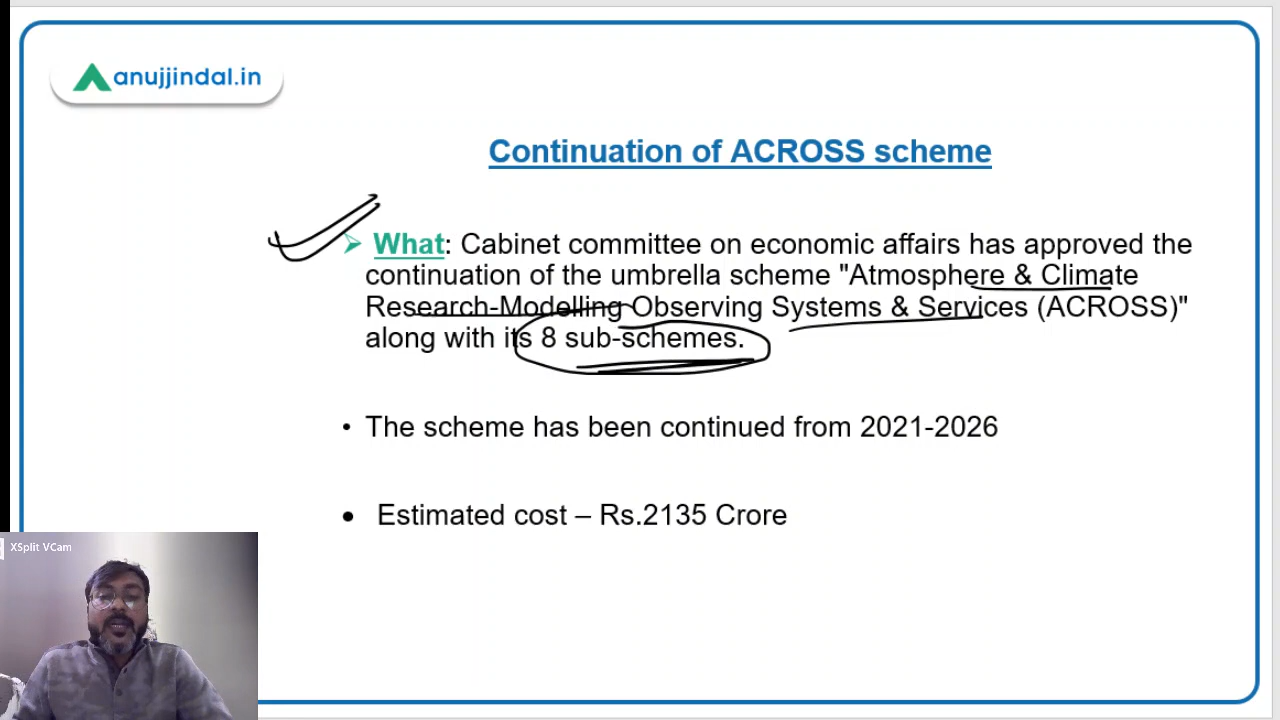 anujjindal.in
Continuation of ACROSS scheme
➢ What: Cabinet committee on economic affairs has approved the
continuation of the umbrella scheme "Atmosphere & Climate
Research-Modelling Observing Systems & Services (ACROSS)"
along with its 8 sub-schemes.
• The scheme has been continued from 2021-2026
• Estimated cost – Rs.2135 Crore
XSplit VCam